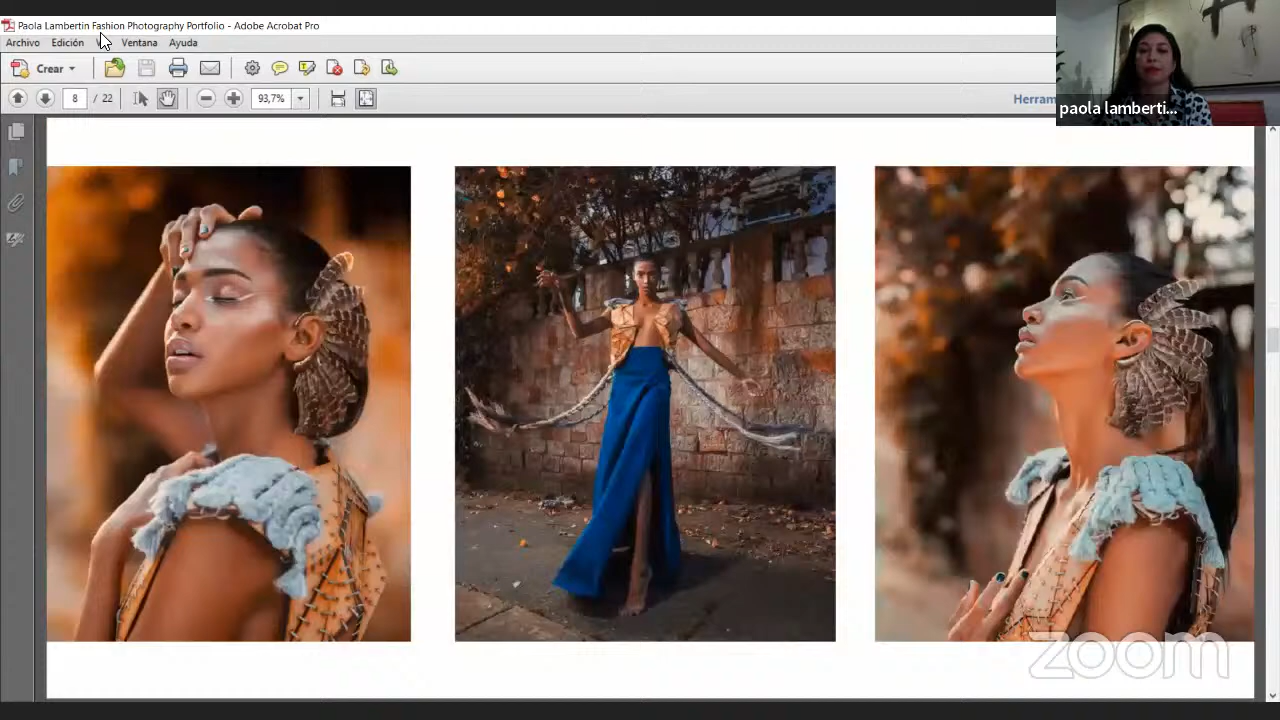 Paola Lambertin Fashion Photography Portfolio - Adobe Acrobat Pro
Archivo Edición Ventana Ayuda
Crear
8 / 22 93,7% Herram
paola lamberti...
zoom